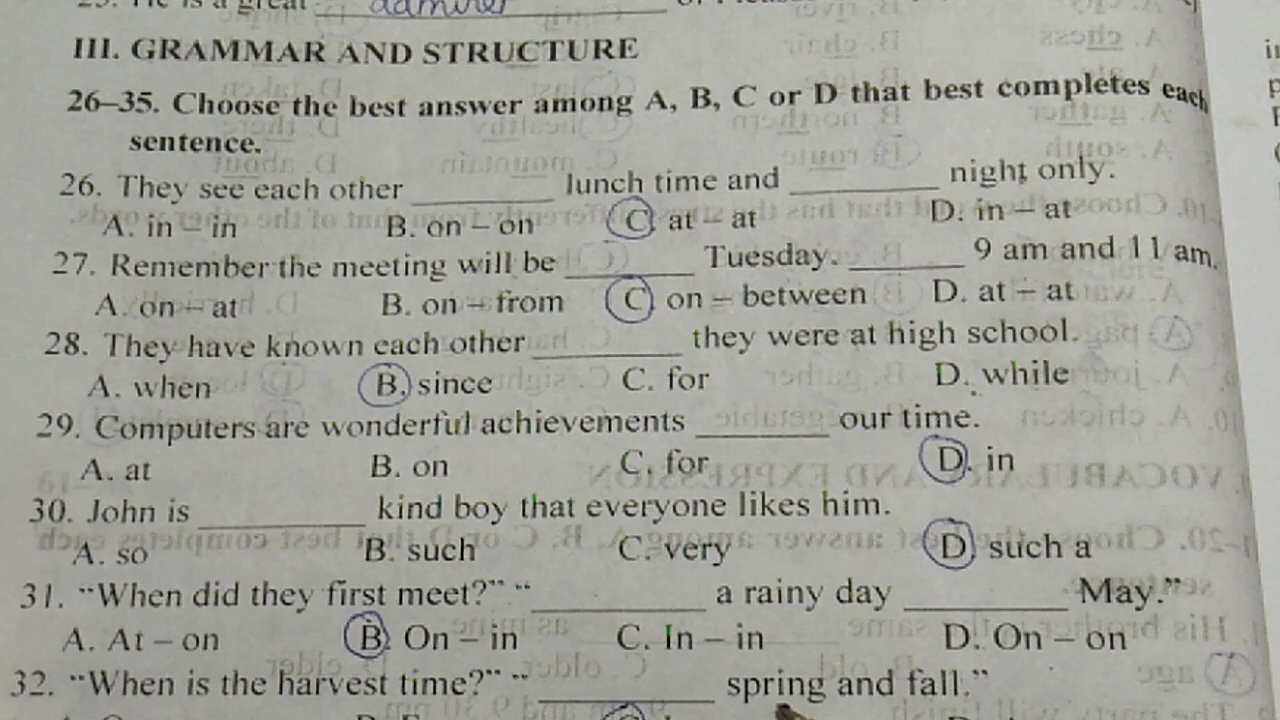 admirer
III. GRAMMAR AND STRUCTURE
26–35. Choose the best answer among A, B, C or D that best completes each
sentence.
26. They see each other ________ lunch time and ________ night only.
A. in – in B. on – on C. at – at D. in – at
27. Remember the meeting will be ________ Tuesday. ________ 9 am and 11 am.
A. on – at B. on – from C. on – between D. at – at
28. They have known each other ________ they were at high school.
A. when B. since C. for D. while
29. Computers are wonderful achievements ________ our time.
A. at B. on C. for D. in
30. John is ________ kind boy that everyone likes him.
A. so B. such C. very D. such a
31. “When did they first meet?” “________ a rainy day ________ May.”
A. At – on B. On – in C. In – in D. On – on
32. “When is the harvest time?” “________ spring and fall.”